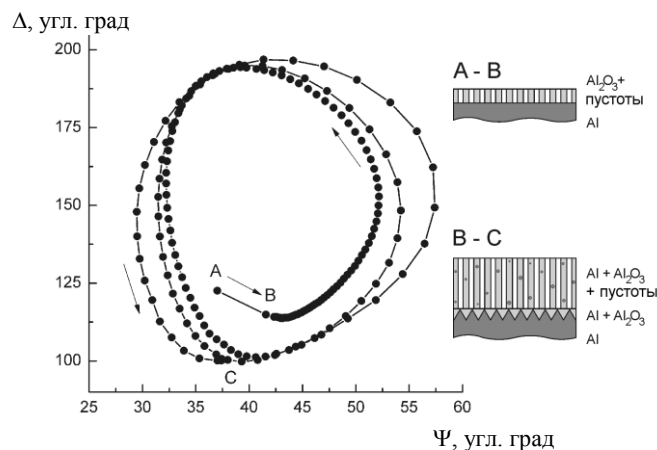 Δ, угл. град
200
175
150
125
100
25 30 35 40 45 50 55 60
Ψ, угл. град
A
B
C
A - B
Al₂O₃+
пустоты
Al
B - C
Al + Al₂O₃
+ пустоты
Al + Al₂O₃
Al